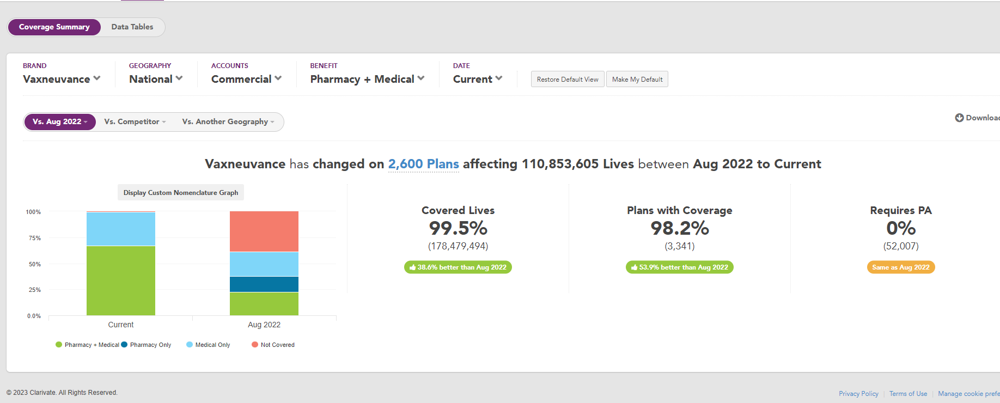 Coverage Summary Data Tables
BRAND GEOGRAPHY ACCOUNTS BENEFIT DATE
Vaxneuvance National Commercial Pharmacy + Medical Current Restore Default View Make My Default
Vs. Aug 2022 Vs. Competitor Vs. Another Geography
Download
Vaxneuvance has changed on 2,600 Plans affecting 110,853,605 Lives between Aug 2022 to Current
Display Custom Nomenclature Graph
100%
75%
50%
25%
0.0%
Current Aug 2022
Pharmacy + Medical Pharmacy Only Medical Only Not Covered
Covered Lives
99.5%
(178,479,494)
38.6% better than Aug 2022
Plans with Coverage
98.2%
(3,341)
53.9% better than Aug 2022
Requires PA
0%
(52,007)
Same as Aug 2022
© 2023 Clarivate. All Rights Reserved.
Privacy Policy | Terms of Use | Manage cookie prefe